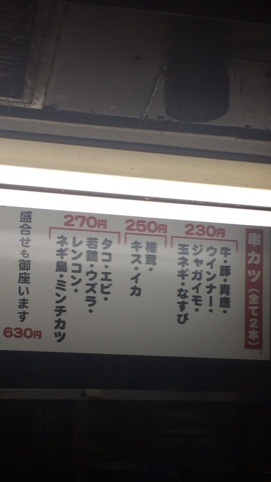 串カツ(全て2本)
230円
牛・豚・青唐・
ウインナー・
ジャガイモ・
玉ネギ・なすび
250円
椎茸・
キス・イカ
270円
タコ・エビ・
若鶏・ウズラ・
レンコン・
ネギ鳥・ミンチカツ
盛合せも御座います
630円